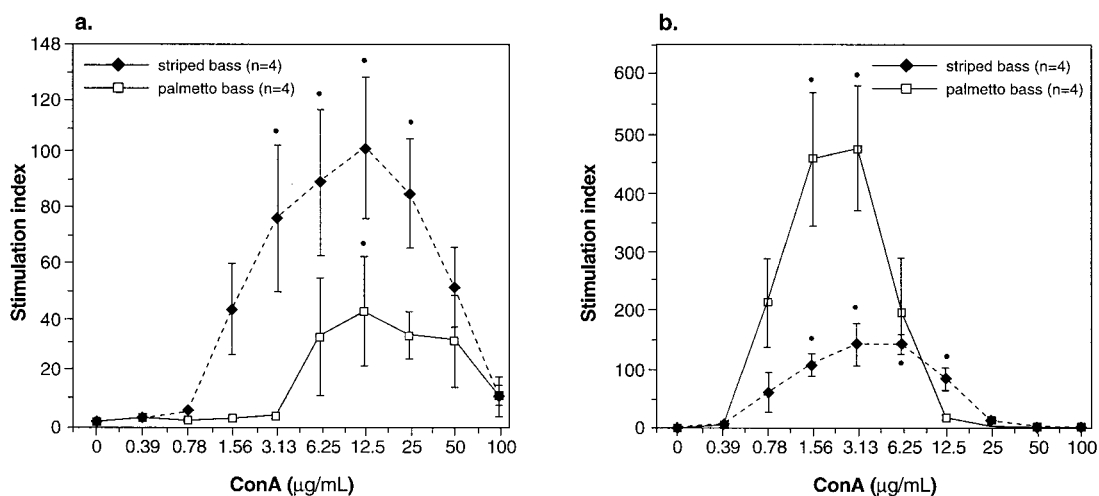 a.
148
120
100
80
60
40
20
0
Stimulation index
striped bass (n=4)
palmetto bass (n=4)
0 0.39 0.78 1.56 3.13 6.25 12.5 25 50 100
ConA (µg/mL)
b.
600
500
400
300
200
100
0
Stimulation index
striped bass (n=4)
palmetto bass (n=4)
0 0.39 0.78 1.56 3.13 6.25 12.5 25 50 100
ConA (µg/mL)